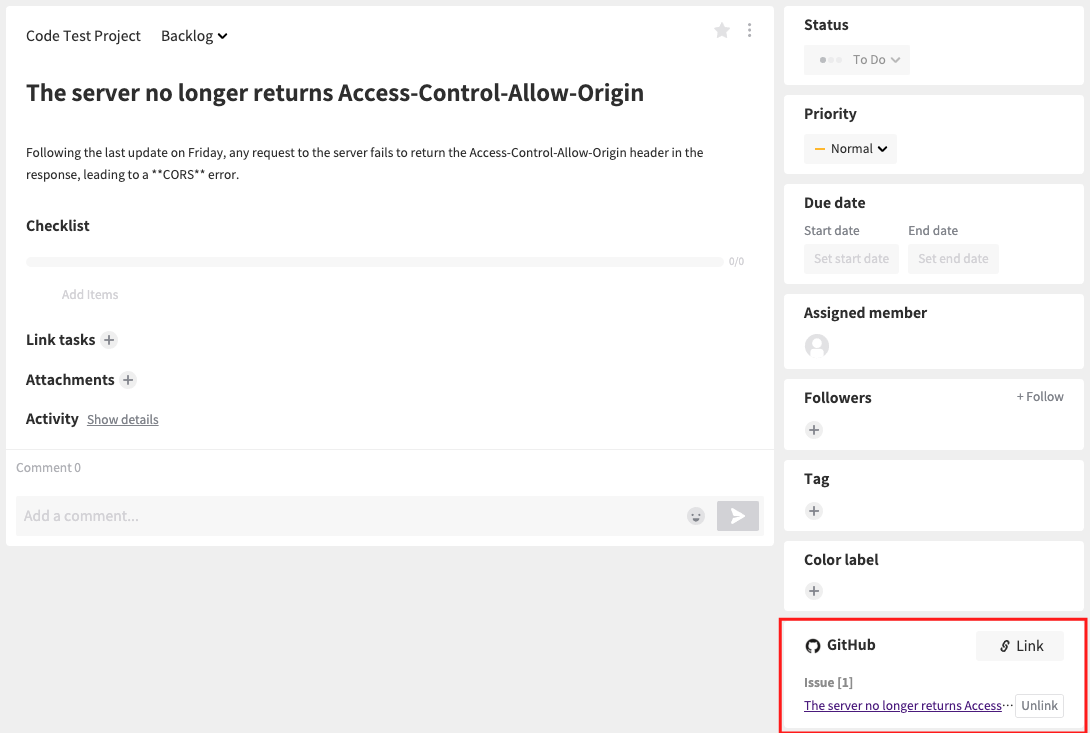 Code Test Project Backlog
The server no longer returns Access-Control-Allow-Origin
Following the last update on Friday, any request to the server fails to return the Access-Control-Allow-Origin header in the
response, leading to a **CORS** error.
Checklist
0/0
Add Items
Link tasks
Attachments
Activity Show details
Comment 0
Add a comment...
Status
To Do
Priority
Normal
Due date
Start date End date
Set start date Set end date
Assigned member
Followers + Follow
Tag
Color label
GitHub Link
Issue [1]
The server no longer returns Access··· Unlink